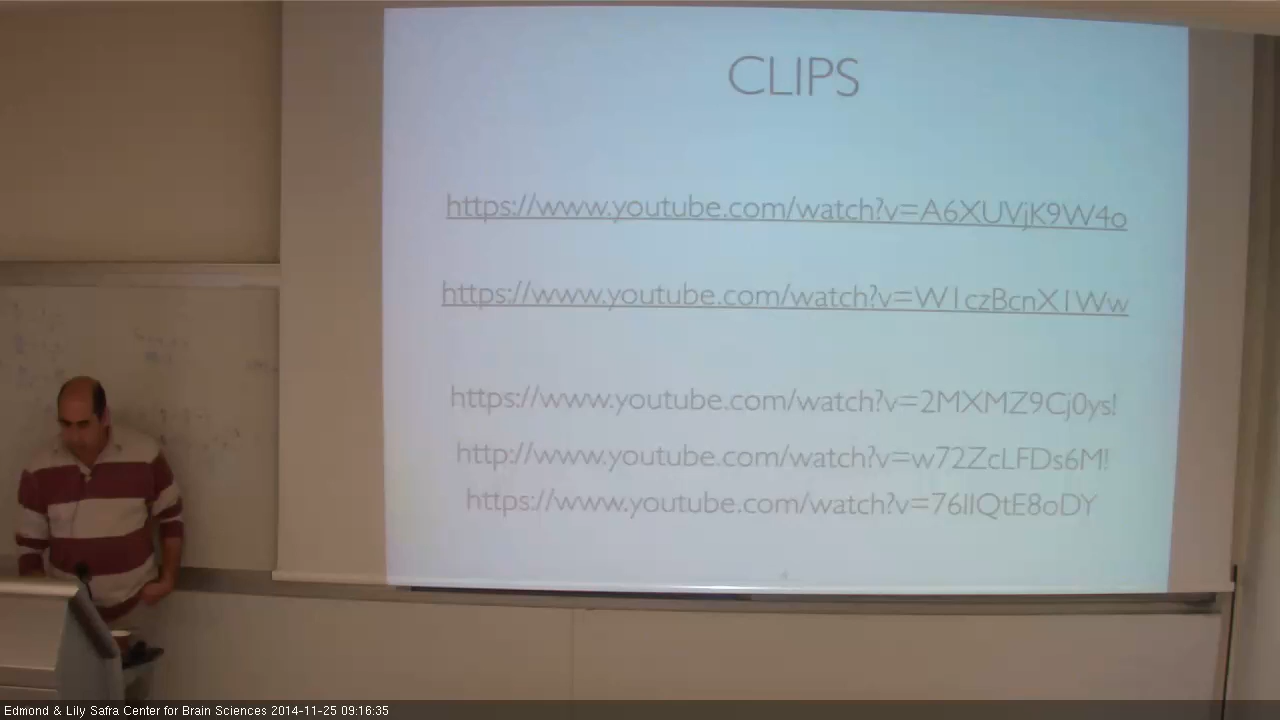 CLIPS
https://www.youtube.com/watch?v=A6XUVjK9W4o
https://www.youtube.com/watch?v=W1czBcnX1Ww
https://www.youtube.com/watch?v=2MXMZ9Cj0ys!
http://www.youtube.com/watch?v=w72ZcLFDs6M!
https://www.youtube.com/watch?v=76lIQtE8oDY
Edmond & Lily Safra Center for Brain Sciences 2014-11-25 09:16:35